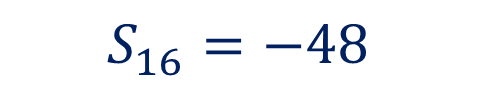 S₁₆ = −48